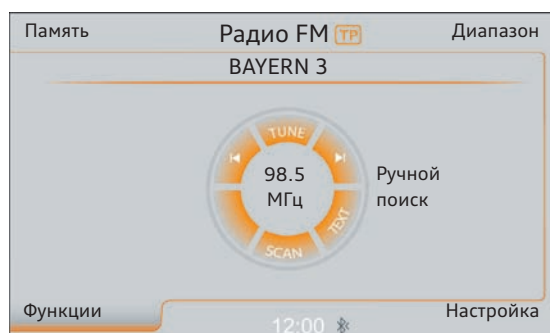 Память Радио FM TP Диапазон
BAYERN 3
TUNE
98.5
МГц
Ручной
поиск
TEXT
SCAN
Функции
12:00
Настройка